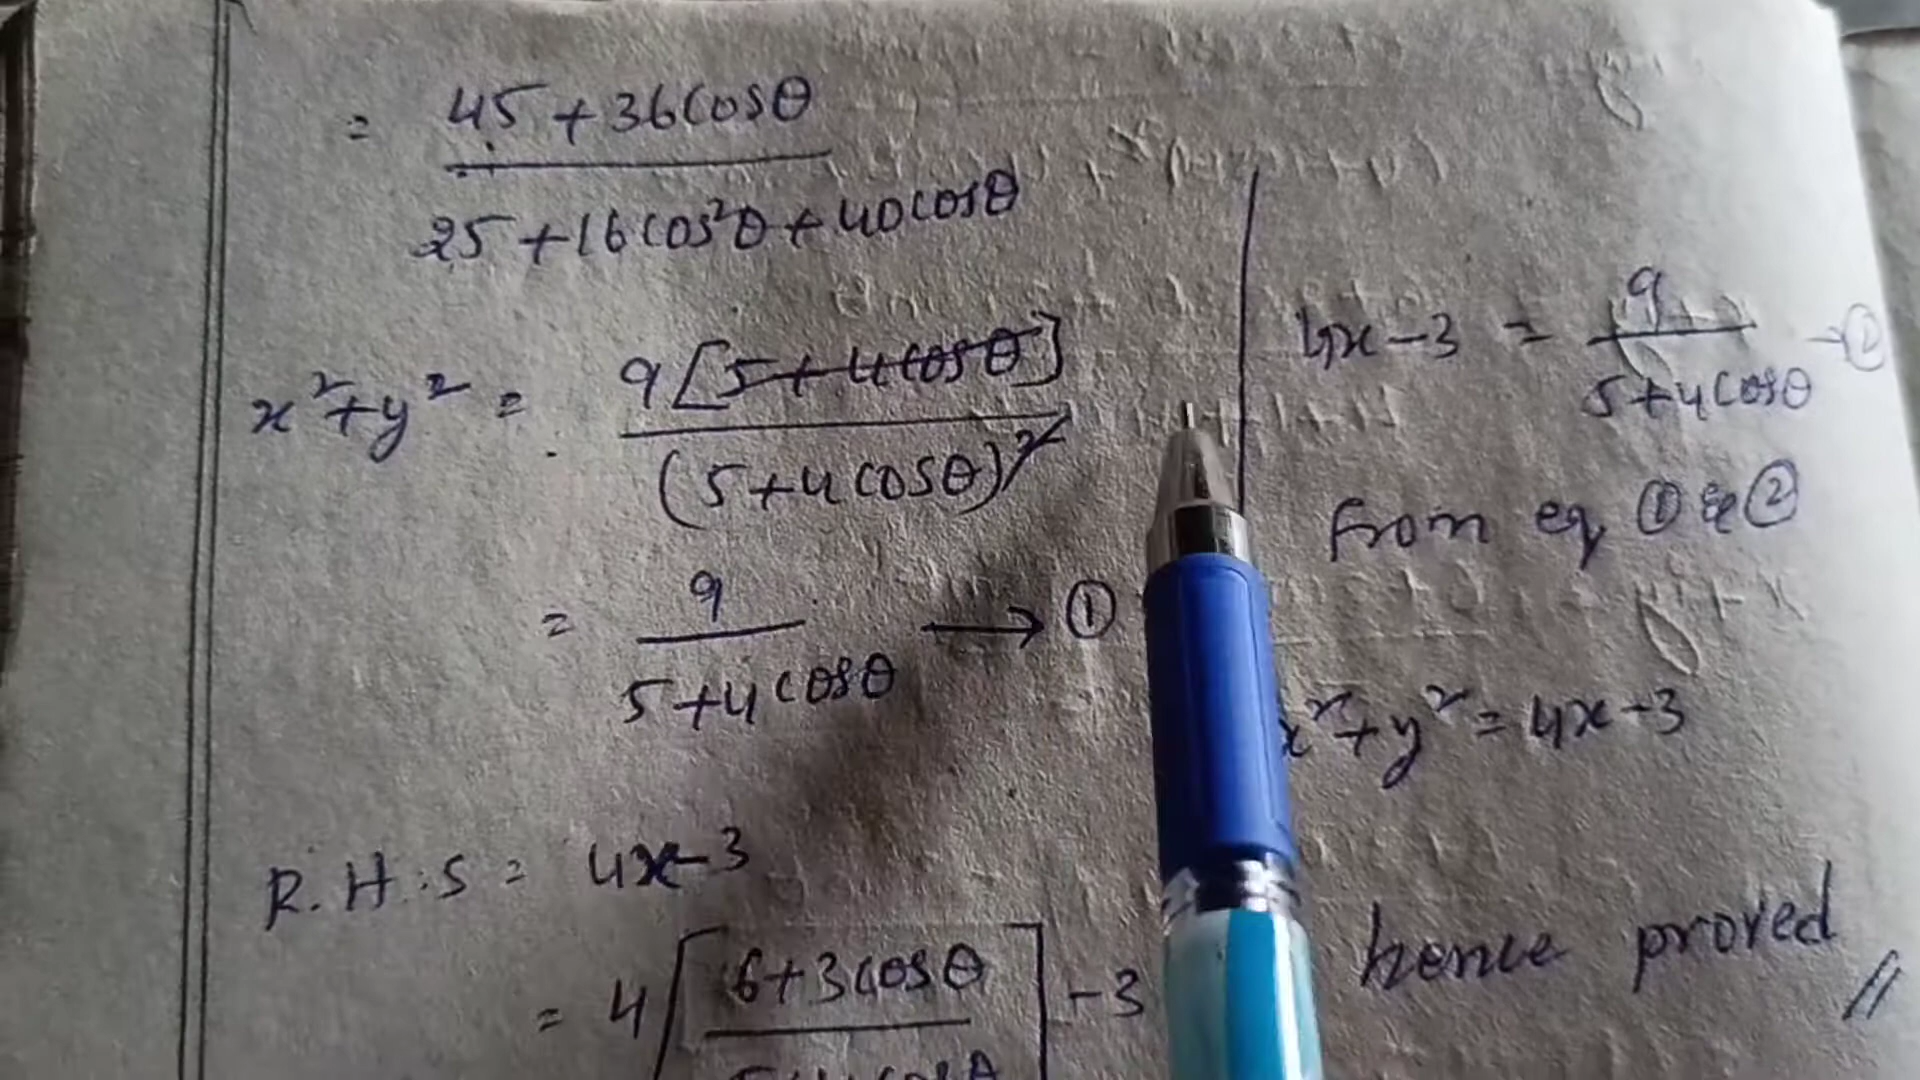 = 45+36cosθ
25+16cos²θ+40cosθ
x²+y² = 9[5+4cosθ]
(5+4cosθ)²
= 9
5+4cosθ → ①
R.H.S = 4x-3
= 4[6+3cosθ
5+4cosθ] -3
4x-3 = 9
5+4cosθ → ②
from eq ① & ②
x²+y² = 4x-3
hence proved //